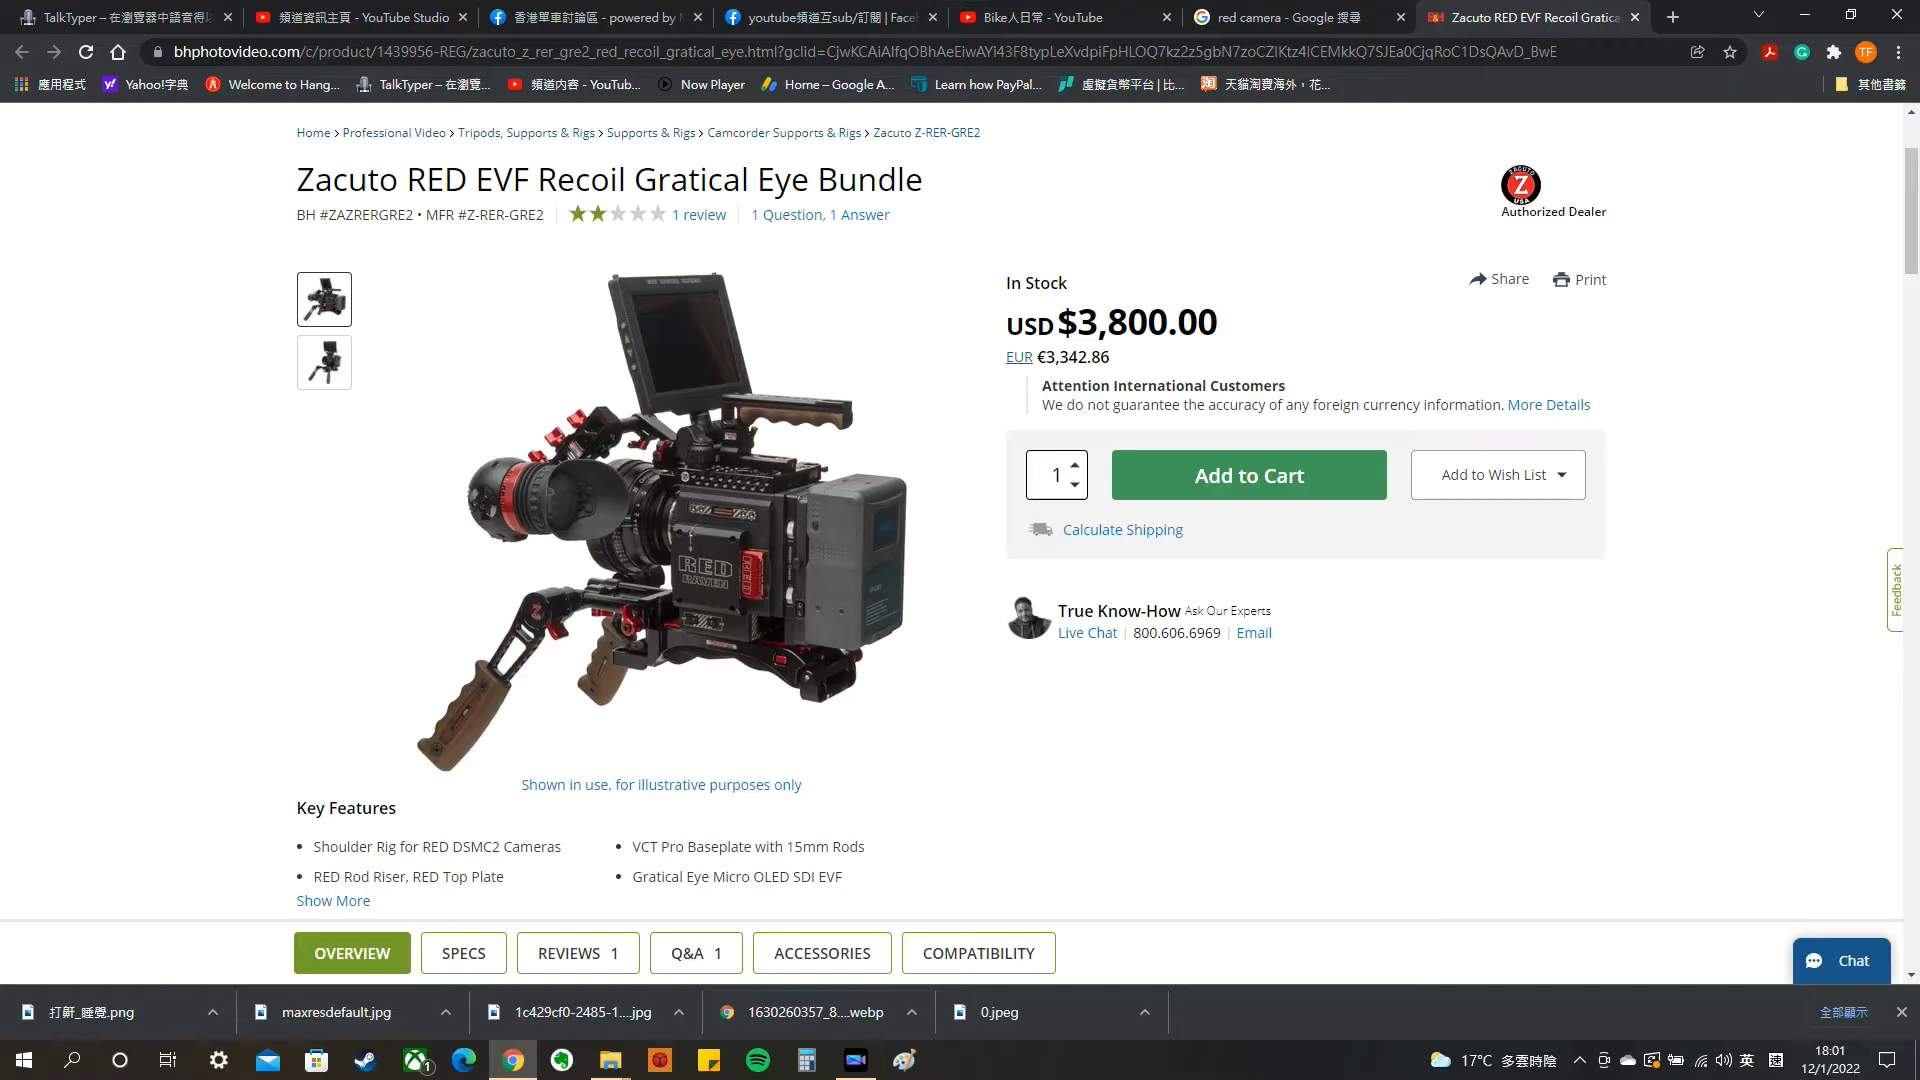 TalkTyper – 在瀏覽器中語音得以
頻道資訊主頁 - YouTube Studio
香港單車討論區 - powered by
youtube頻道互sub/訂閱 | Face
Bike人日常 - YouTube
red camera - Google 搜尋
Zacuto RED EVF Recoil Gratica
bhphotovideo.com/c/product/1439956-REG/zacuto_z_rer_gre2_red_recoil_gratical_eye.html?gclid=CjwKCAiAlfqOBhAeEiwAYi43F8typLeXvdpiFpHLOQ7kz2z5gbN7zoCZIKtz4lCEMkkQ7SJEa0CjqRoC1DsQAvD_BwE
TF
應用程式
Yahoo!字典
Welcome to Hang...
TalkTyper – 在瀏覽...
頻道內容 - YouTub...
Now Player
Home – Google A...
Learn how PayPal...
虛擬貨幣平台 | 比...
天貓淘寶海外，花...
其他書籤
Home › Professional Video › Tripods, Supports & Rigs › Supports & Rigs › Camcorder Supports & Rigs › Zacuto Z-RER-GRE2
Zacuto RED EVF Recoil Gratical Eye Bundle
BH #ZAZRERGRE2 • MFR #Z-RER-GRE2
1 review
1 Question, 1 Answer
ZACUTO
Z
USA
Authorized Dealer
RED
RAVEN
RED
Z
Shown in use, for illustrative purposes only
In Stock
Share
Print
USD $3,800.00
EUR €3,342.86
Attention International Customers
We do not guarantee the accuracy of any foreign currency information. More Details
1
Add to Cart
Add to Wish List
Calculate Shipping
True Know-How Ask Our Experts
Live Chat | 800.606.6969 | Email
Feedback
Key Features
• Shoulder Rig for RED DSMC2 Cameras
• VCT Pro Baseplate with 15mm Rods
• RED Rod Riser, RED Top Plate
• Gratical Eye Micro OLED SDI EVF
Show More
OVERVIEW
SPECS
REVIEWS 1
Q&A 1
ACCESSORIES
COMPATIBILITY
Chat
打鼾_睡覺.png
maxresdefault.jpg
1c429cf0-2485-1....jpg
1630260357_8....webp
0.jpeg
全部顯示
1
17°C 多雲時陰
英
速
18:01
12/1/2022